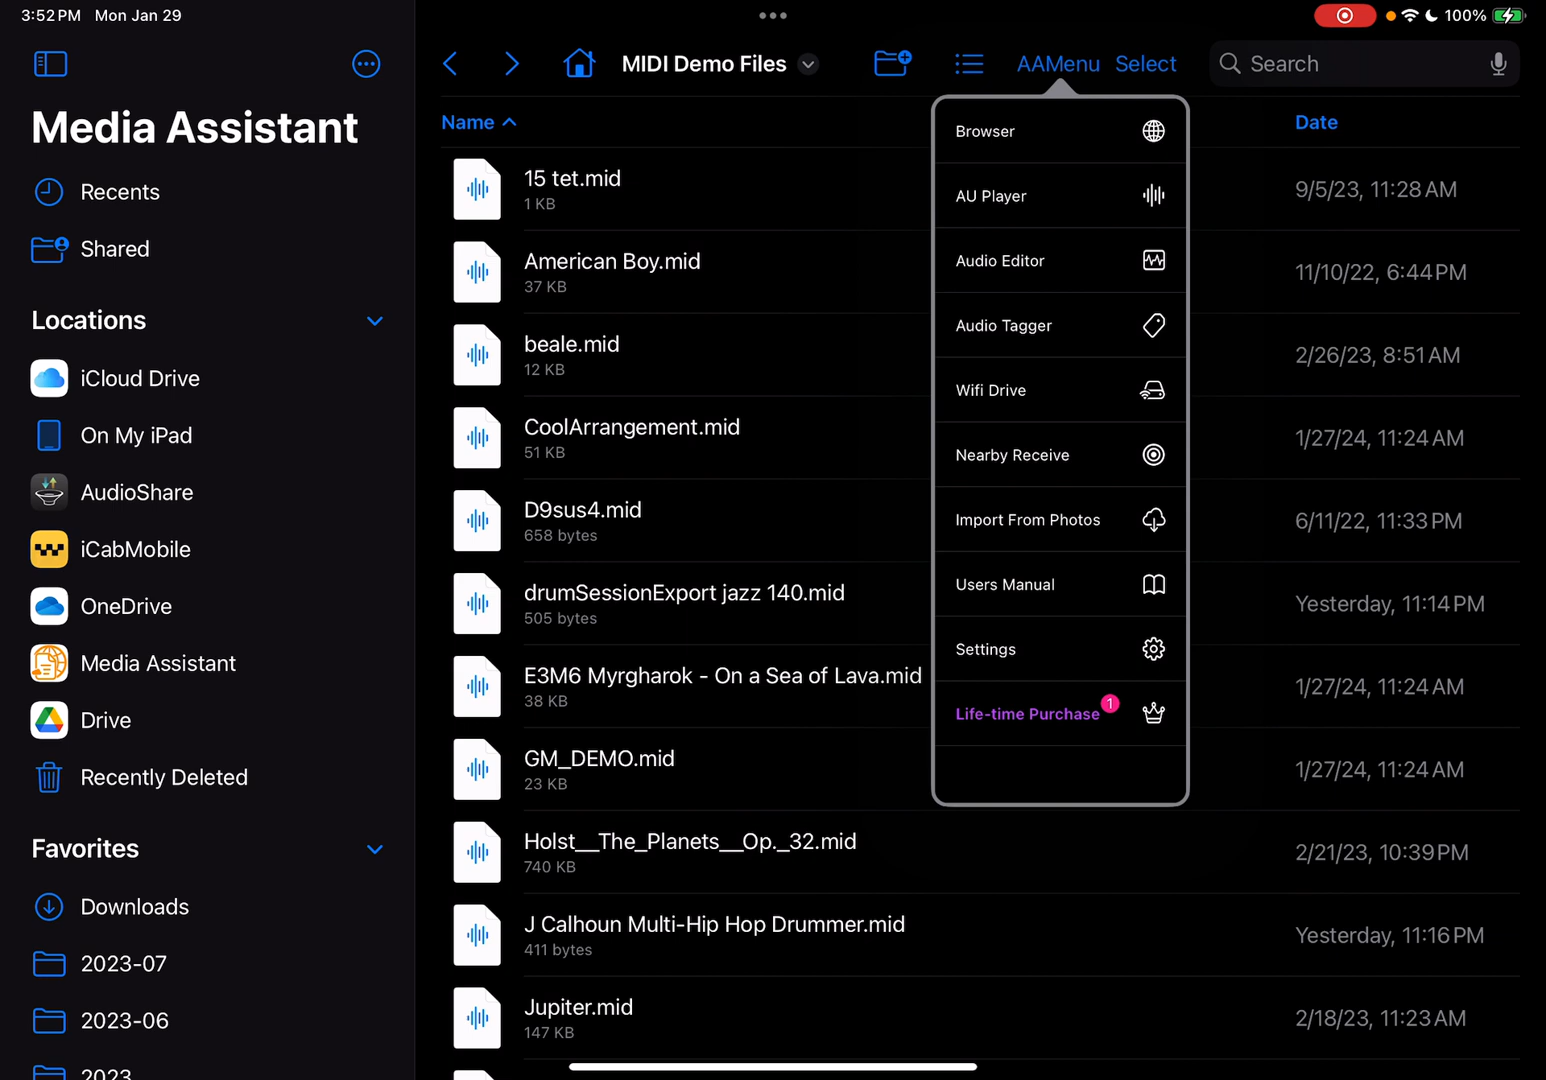 3:52 PM Mon Jan 29
100%
Media Assistant
Recents
Shared
Locations
iCloud Drive
On My iPad
AudioShare
iCabMobile
OneDrive
Media Assistant
Drive
Recently Deleted
Favorites
Downloads
2023-07
2023-06
2023
MIDI Demo Files
AAMenu Select
Search
Name
Date
15 tet.mid
1 KB
9/5/23, 11:28 AM
American Boy.mid
37 KB
11/10/22, 6:44 PM
beale.mid
12 KB
2/26/23, 8:51 AM
CoolArrangement.mid
51 KB
1/27/24, 11:24 AM
D9sus4.mid
658 bytes
6/11/22, 11:33 PM
drumSessionExport jazz 140.mid
505 bytes
Yesterday, 11:14 PM
E3M6 Myrgharok - On a Sea of Lava.mid
38 KB
1/27/24, 11:24 AM
GM_DEMO.mid
23 KB
1/27/24, 11:24 AM
Holst__The_Planets__Op._32.mid
740 KB
2/21/23, 10:39 PM
J Calhoun Multi-Hip Hop Drummer.mid
411 bytes
Yesterday, 11:16 PM
Jupiter.mid
147 KB
2/18/23, 11:23 AM
Browser
AU Player
Audio Editor
Audio Tagger
Wifi Drive
Nearby Receive
Import From Photos
Users Manual
Settings
Life-time Purchase 1